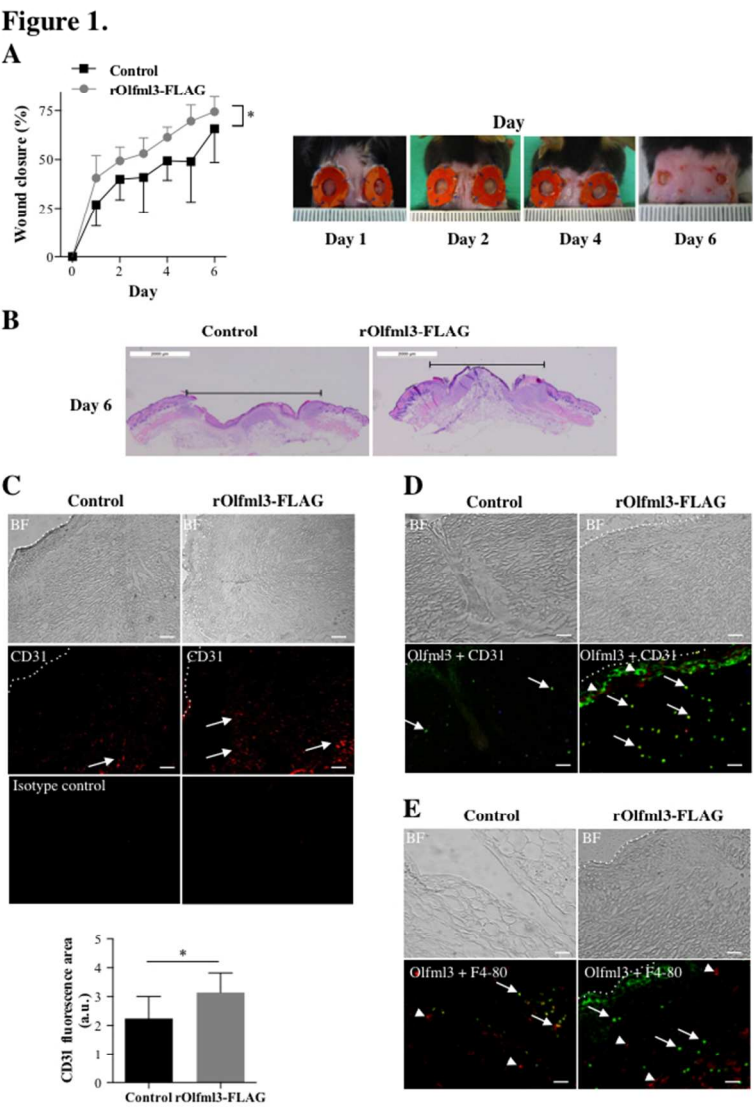 Figure 1.
A
Control
rOlfml3-FLAG
Wound closure (%)
75
50
25
0
*
0 2 4 6
Day
Day
Day 1 Day 2 Day 4 Day 6
B
Control rOlfml3-FLAG
Day 6
C
Control rOlfml3-FLAG
BF BF
CD31 CD31
Isotype control
CD31 fluorescence area
(a.u.)
5
4
3
2
1
0
*
Control rOlfml3-FLAG
D
Control rOlfml3-FLAG
BF BF
Olfml3 + CD31 Olfml3 + CD31
E
Control rOlfml3-FLAG
BF BF
Olfml3 + F4-80 Olfml3 + F4-80